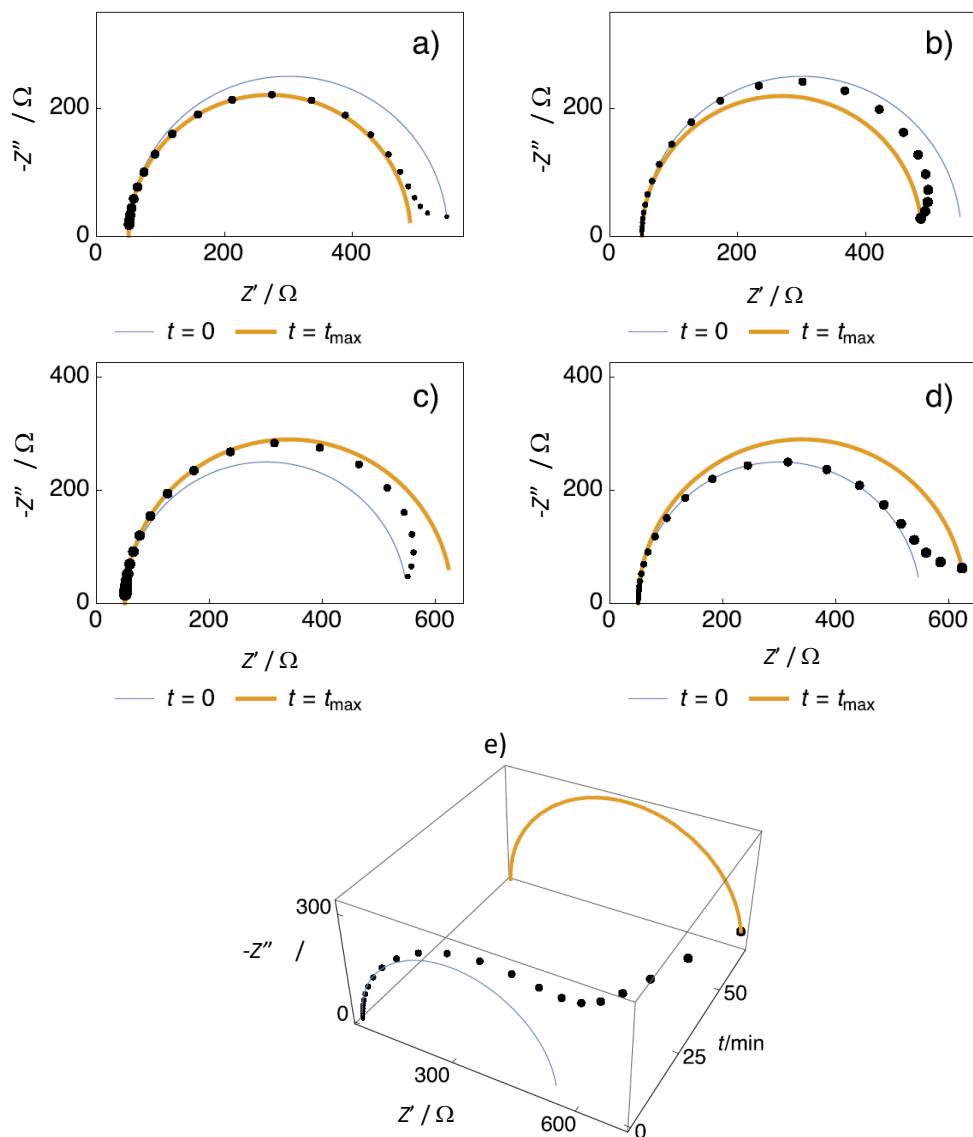 a)
200
0
0
200
400
-Z″ / Ω
Z′ / Ω
t = 0
t = tmax
b)
200
0
0
200
400
-Z″ / Ω
Z′ / Ω
t = 0
t = tmax
c)
400
200
0
0
200
400
600
-Z″ / Ω
Z′ / Ω
t = 0
t = tmax
d)
400
200
0
0
200
400
600
-Z″ / Ω
Z′ / Ω
t = 0
t = tmax
e)
300
-Z″ /
0
300
Z′ / Ω
600
0
25
t/min
50